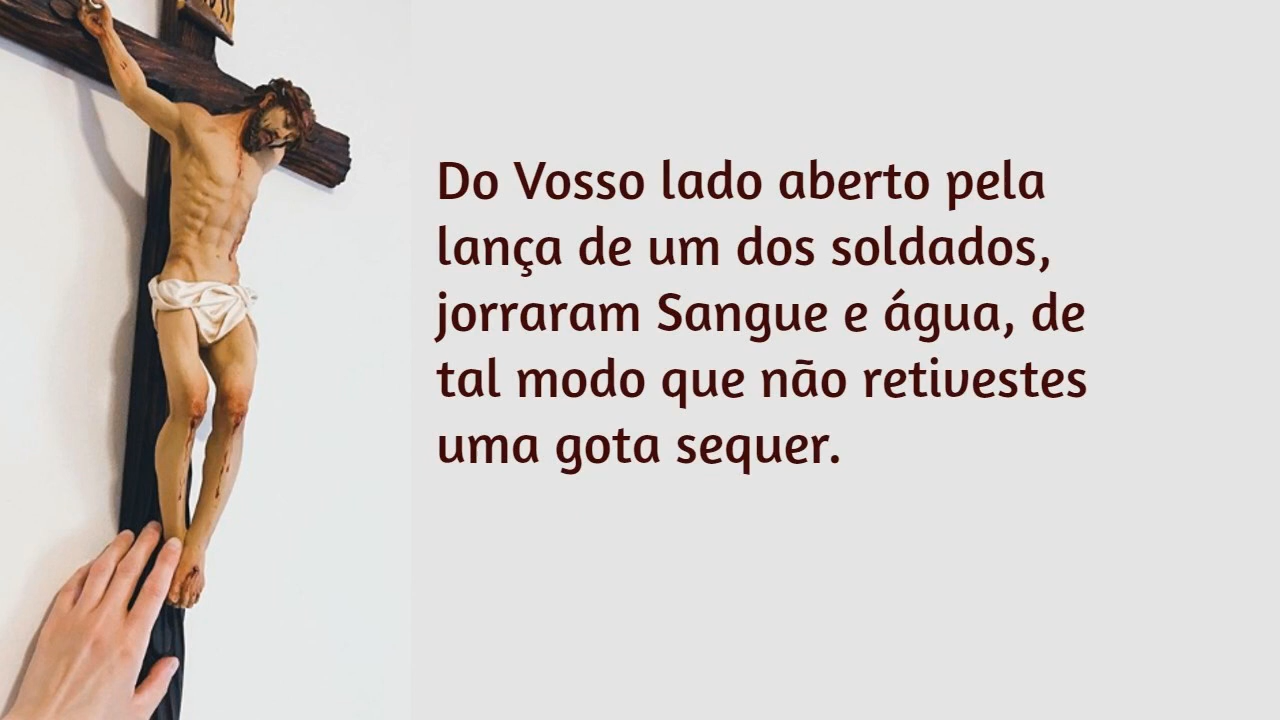 Do Vosso lado aberto pela
lança de um dos soldados,
jorraram Sangue e água, de
tal modo que não retivestes
uma gota sequer.